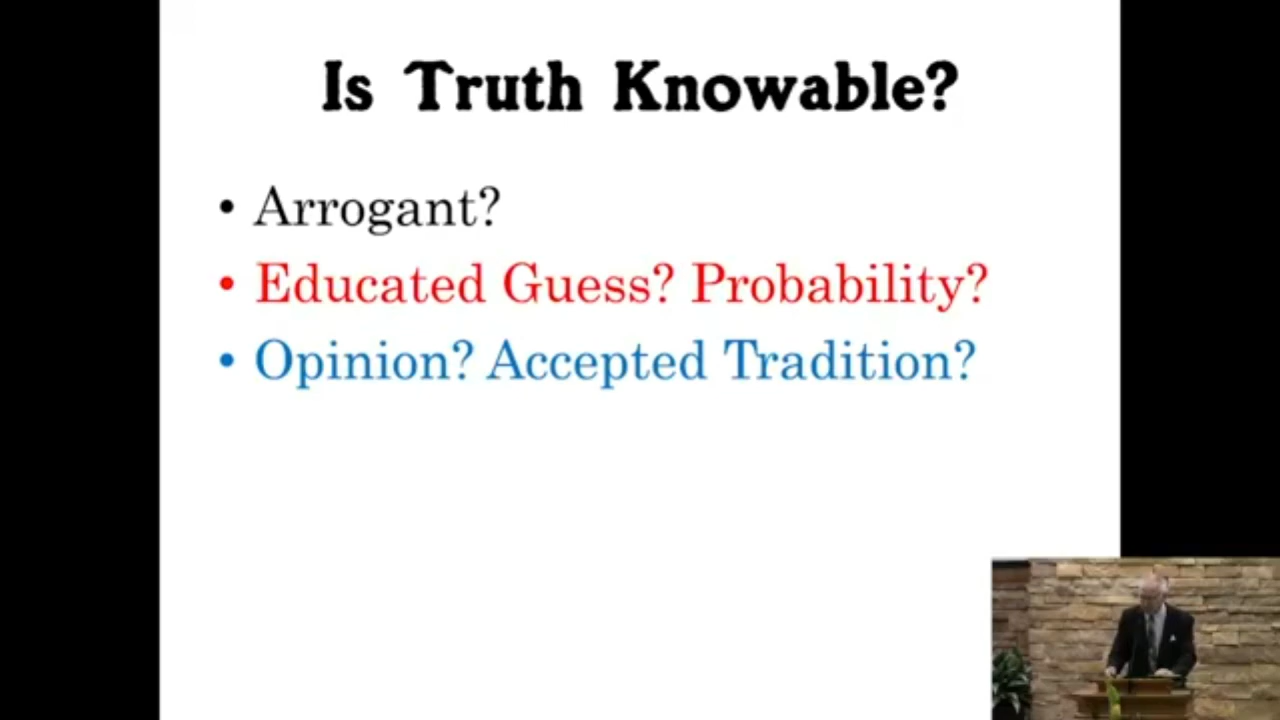 Is Truth Knowable?
• Arrogant?
• Educated Guess? Probability?
• Opinion? Accepted Tradition?